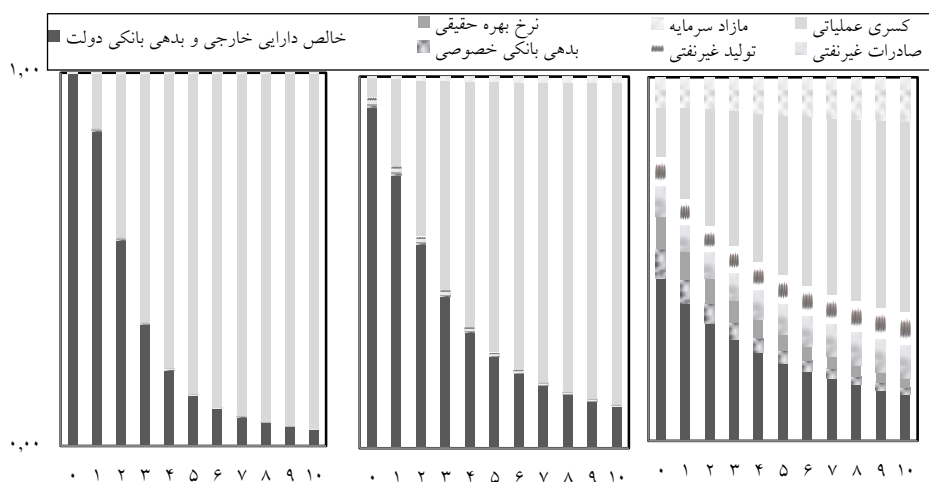 کسری عملیاتی مازاد سرمایه نرخ بهره حقیقی خالص دارایی خارجی و بدهی بانکی دولت
صادرات غیرنفتی تولید غیرنفتی بدهی بانکی خصوصی
۱,۰۰
۰,۰۰
۰ ۱ ۲ ۳ ۴ ۵ ۶ ۷ ۸ ۹ ۱۰
۰ ۱ ۲ ۳ ۴ ۵ ۶ ۷ ۸ ۹ ۱۰
۰ ۱ ۲ ۳ ۴ ۵ ۶ ۷ ۸ ۹ ۱۰